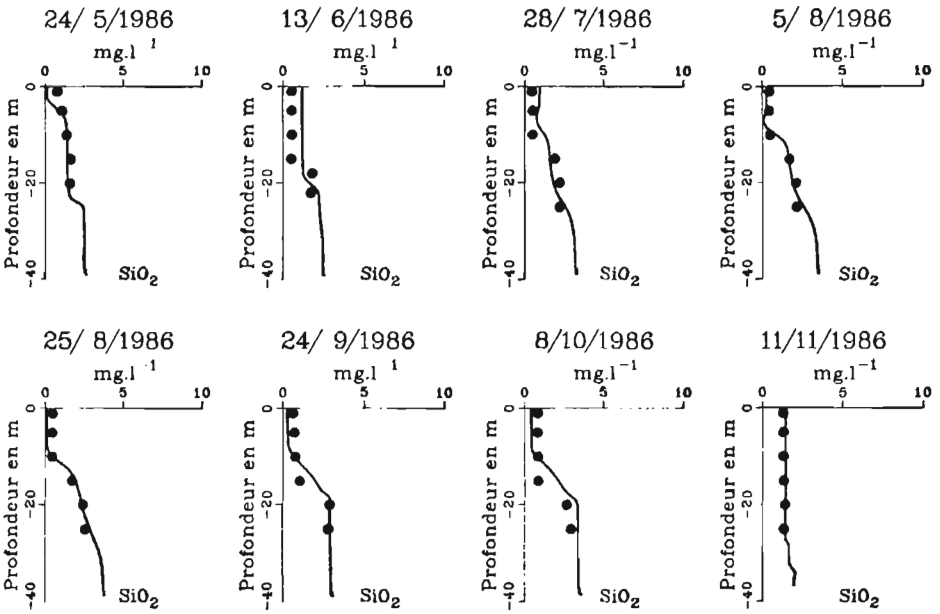 24/ 5/1986 13/ 6/1986 28/ 7/1986 5/ 8/1986
mg.l 1 mg.l 1 mg.l-1 mg.l-1
0 5 10 0 5 10 0 5 10 0 5 10
Profondeur en m Profondeur en m Profondeur en m Profondeur en m
0 0 0 0
-20 -20 -20 -20
-40 -40 -40 -40
SiO2 SiO2 SiO2 SiO2
25/ 8/1986 24/ 9/1986 8/10/1986 11/11/1986
mg.l -1 mg.l 1 mg.l-1 mg.l-1
0 5 10 0 5 10 0 5 10 0 5 10
Profondeur en m Profondeur en m Profondeur en m Profondeur en m
0 0 0 0
-20 -20 -20 -20
-40 -40 -40 -40
SiO2 SiO2 SiO2 SiO2